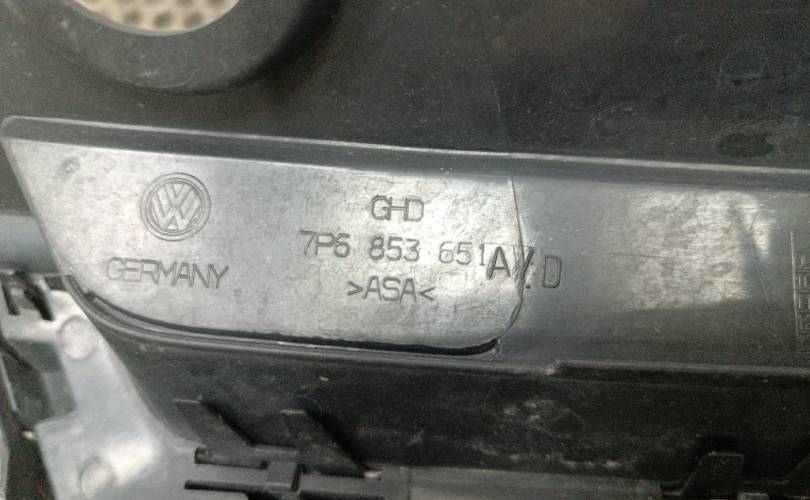 GHD
7P6 853 651 A/D
GERMANY
>ASA<